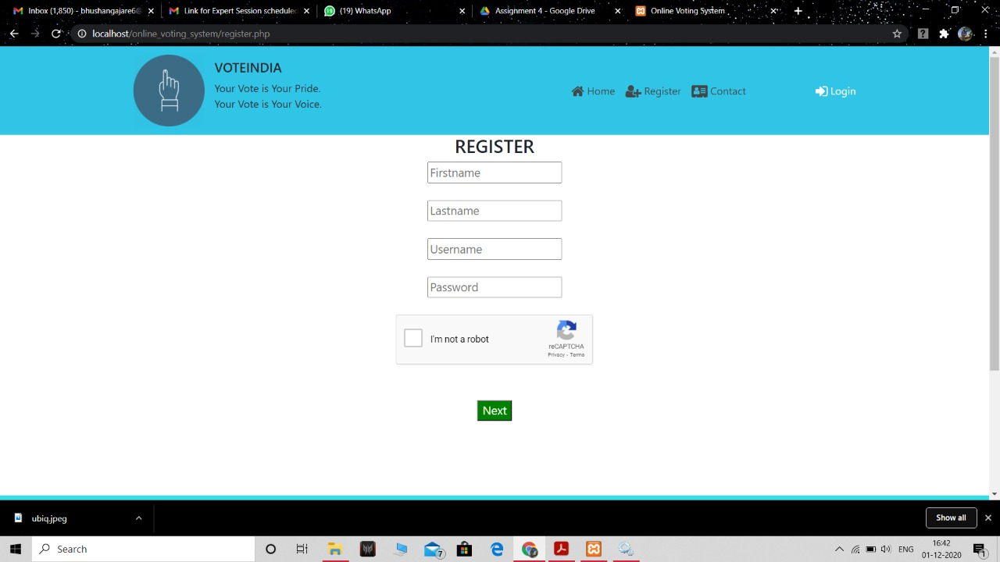 Inbox (1,850) - bhushangajare6@
Link for Expert Session scheduled
(19) WhatsApp
Assignment 4 - Google Drive
Online Voting System
localhost/online_voting_system/register.php
VOTEINDIA
Your Vote is Your Pride.
Your Vote is Your Voice.
Home
Register
Contact
Login
REGISTER
Firstname
Lastname
Username
Password
I'm not a robot
reCAPTCHA
Privacy - Terms
Next
ubiq.jpeg
Show all
Search
7
ENG
16:42
01-12-2020
1